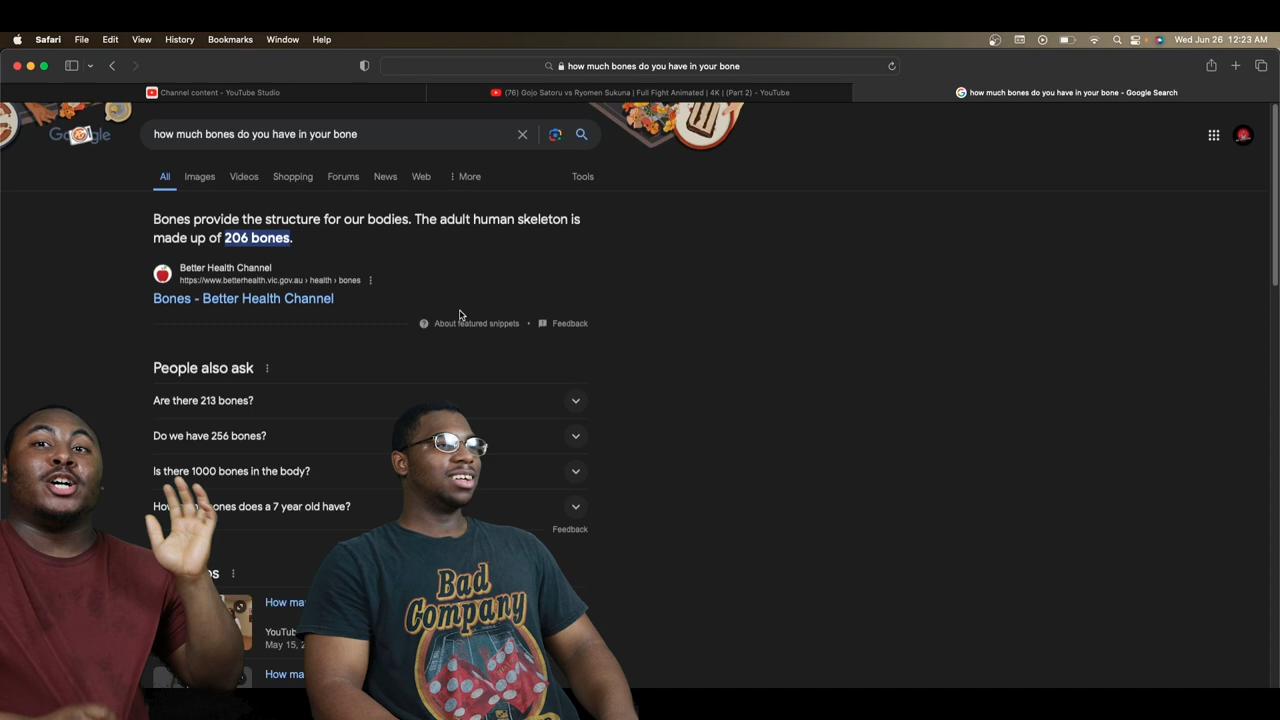 Safari File Edit View History Bookmarks Window Help Wed Jun 26 12:23 AM
how much bones do you have in your bone
Channel content - YouTube Studio
(76) Gojo Satoru vs Ryomen Sukuna | Full Fight Animated | 4K | (Part 2) - YouTube
how much bones do you have in your bone - Google Search
Google
how much bones do you have in your bone
All Images Videos Shopping Forums News Web More Tools
Bones provide the structure for our bodies. The adult human skeleton is
made up of 206 bones.
Better Health Channel
https://www.betterhealth.vic.gov.au › health › bones
Bones - Better Health Channel
About featured snippets • Feedback
People also ask
Are there 213 bones?
Do we have 256 bones?
Is there 1000 bones in the body?
ones does a 7 year old have?
Feedback
How ma
YouTub
May 15, 2
How ma
Bad
Company